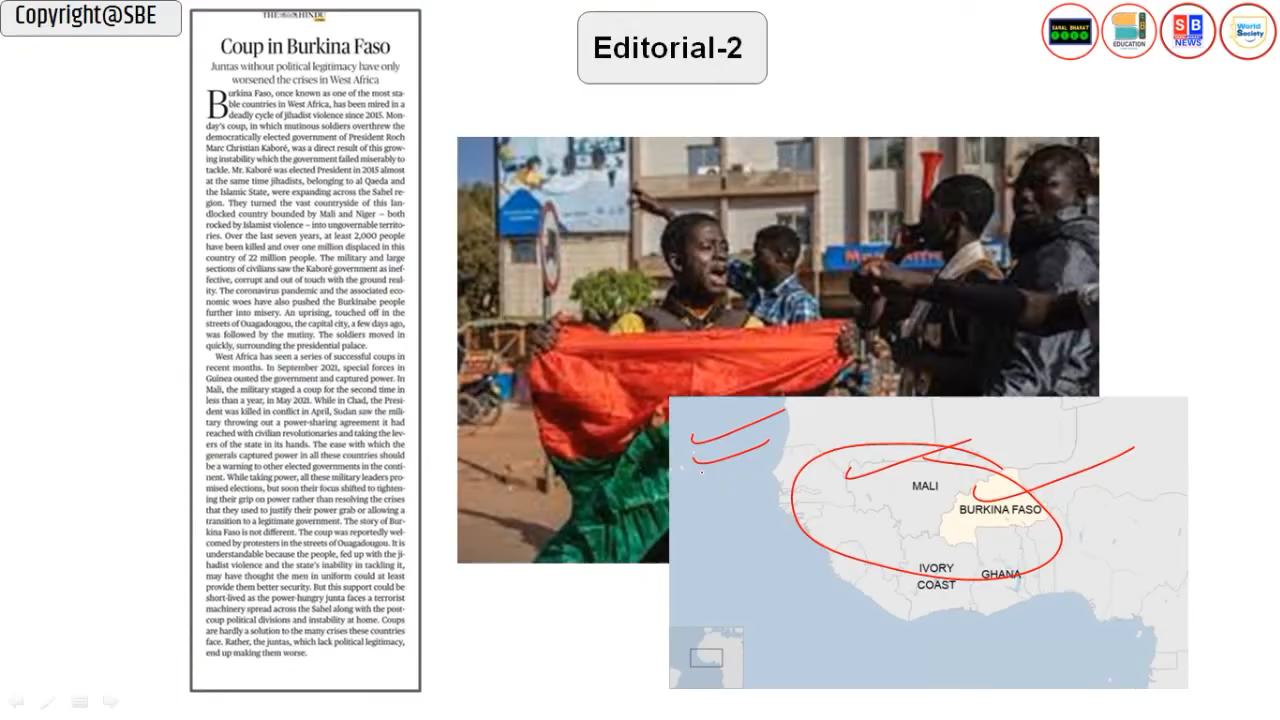 Copyright@SBE
THE HINDU
Coup in Burkina Faso
Juntas without political legitimacy have only
worsened the crises in West Africa
Burkina Faso, once known as one of the most sta-
ble countries in West Africa, has been mired in a
deadly cycle of jihadist violence since 2015. Mon-
day's coup, in which mutinous soldiers overthrew the
democratically elected government of President Roch
Marc Christian Kaboré, was a direct result of this grow-
ing instability which the government failed miserably to
tackle. Mr. Kaboré was elected President in 2015 almost
at the same time jihadists, belonging to al Qaeda and
the Islamic State, were expanding across the Sahel re-
gion. They turned the vast countryside of this lan-
dlocked country bounded by Mali and Niger – both
rocked by Islamist violence – into ungovernable territo-
ries. Over the last seven years, at least 2,000 people
have been killed and over one million displaced in this
country of 22 million people. The military and large
sections of civilians saw the Kaboré government as inef-
fective, corrupt and out of touch with the ground real-
ity. The coronavirus pandemic and the associated eco-
nomic woes have also pushed the Burkinabe people
further into misery. An uprising, touched off in the
streets of Ouagadougou, the capital city, a few days ago,
was followed by the mutiny. The soldiers moved in
quickly, surrounding the presidential palace.
West Africa has seen a series of successful coups in
recent months. In September 2021, special forces in
Guinea ousted the government and captured power. In
Mali, the military staged a coup for the second time in
less than a year, in May 2021. While in Chad, the Presi-
dent was killed in conflict in April, Sudan saw the mili-
tary throwing out a power-sharing agreement it had
reached with civilian revolutionaries and taking the lev-
ers of the state in its hands. The ease with which the
generals captured power in all these countries should
be a warning to other elected governments in the conti-
nent. While taking power, all these military leaders pro-
mised elections, but soon their focus shifted to tighten-
ing their grip on power rather than resolving the crises
that they used to justify their power grab or allowing a
transition to a legitimate government. The story of Bur-
kina Faso is not different. The coup was reportedly wel-
comed by protesters in the streets of Ouagadougou. It is
understandable because the people, fed up with the ji-
hadist violence and the state's inability in tackling it,
may have thought the men in uniform could at least
provide them better security. But this support could be
short-lived as the power-hungry junta faces a terrorist
machinery spread across the Sahel along with the post-
coup political divisions and instability at home. Coups
are hardly a solution to the many crises these countries
face. Rather, the juntas, which lack political legitimacy,
end up making them worse.
Editorial-2
SARAL BHARAT
EDUCATION
SB
NEWS
World
Society
MALI
BURKINA FASO
IVORY
COAST
GHANA